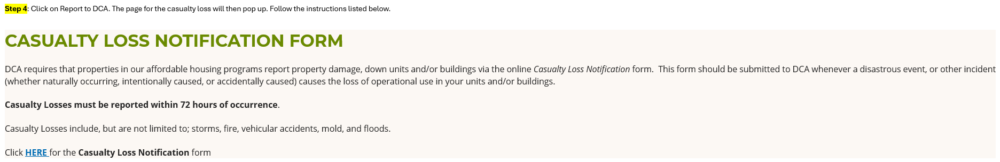 Step 4: Click on Report to DCA. The page for the casualty loss will then pop up. Follow the instructions listed below.
CASUALTY LOSS NOTIFICATION FORM
DCA requires that properties in our affordable housing programs report property damage, down units and/or buildings via the online Casualty Loss Notification form.  This form should be submitted to DCA whenever a disastrous event, or other incident
(whether naturally occurring, intentionally caused, or accidentally caused) causes the loss of operational use in your units and/or buildings.
Casualty Losses must be reported within 72 hours of occurrence.
Casualty Losses include, but are not limited to; storms, fire, vehicular accidents, mold, and floods.
Click HERE for the Casualty Loss Notification form